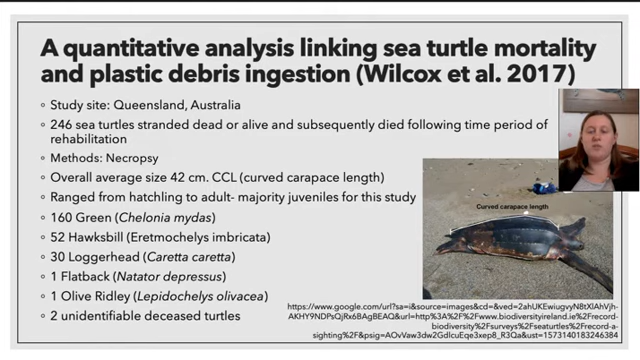 A quantitative analysis linking sea turtle mortality
and plastic debris ingestion (Wilcox et al. 2017)
Study site: Queensland, Australia
246 sea turtles stranded dead or alive and subsequently died following time period of
rehabilitation
Methods: Necropsy
Overall average size 42 cm. CCL (curved carapace length)
Ranged from hatchling to adult- majority juveniles for this study
160 Green (Chelonia mydas)
52 Hawksbill (Eretmochelys imbricata)
30 Loggerhead (Caretta caretta)
1 Flatback (Natator depressus)
1 Olive Ridley (Lepidochelys olivacea)
2 unidentifiable deceased turtles
Curved carapace length
https://www.google.com/url?sa=i&source=images&cd=&ved=2ahUKEwiugvyN8tXlAhVjh-
AKHY9NDPsQjRx6BAgBEAQ&url=http%3A%2F%2Fwww.biodiversityireland.ie%2Frecord-
biodiversity%2Fsurveys%2Fseaturtles%2Frecord-a-
sighting%2F&psig=AOvVaw3dw2GdIcuEqe3xep8_R3Qa&ust=1573140183246384